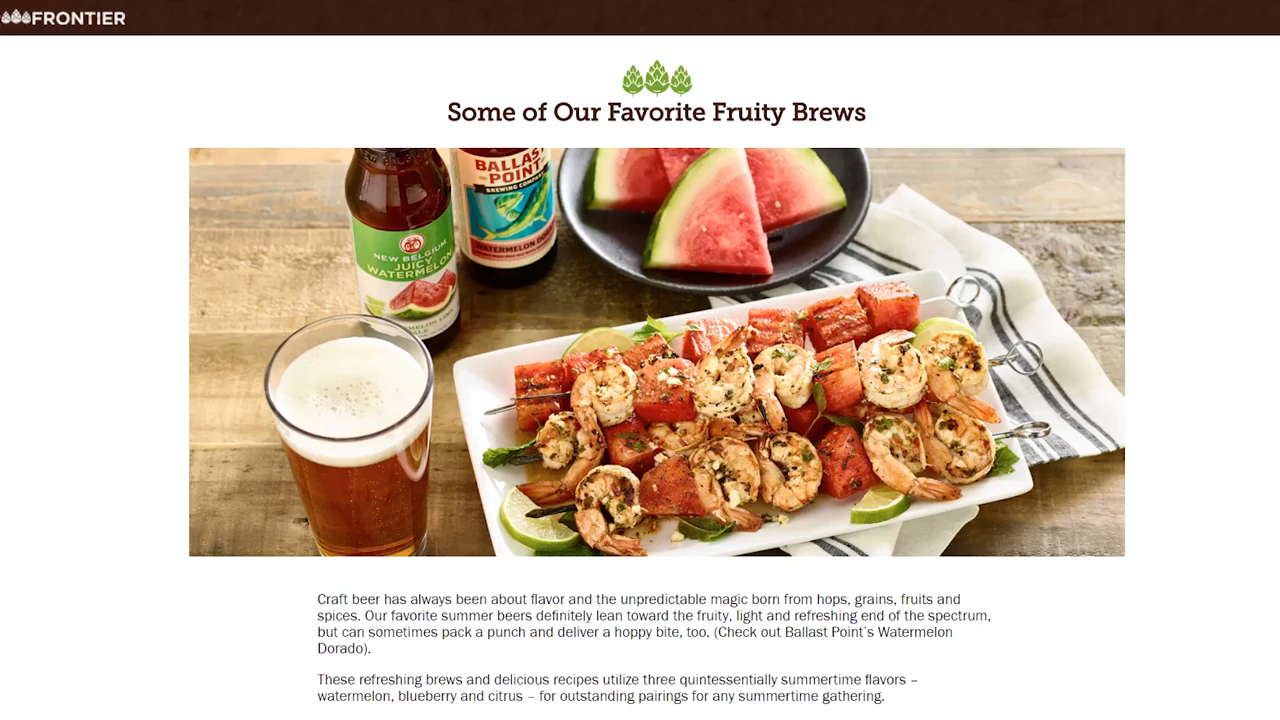 FRONTIER
Some of Our Favorite Fruity Brews
BALLAST
POINT
BREWING COMPANY
WATERMELON DORADO
NEW BELGIUM
JUICY
WATERMELON
Craft beer has always been about flavor and the unpredictable magic born from hops, grains, fruits and
spices. Our favorite summer beers definitely lean toward the fruity, light and refreshing end of the spectrum,
but can sometimes pack a punch and deliver a hoppy bite, too. (Check out Ballast Point's Watermelon
Dorado).
These refreshing brews and delicious recipes utilize three quintessentially summertime flavors –
watermelon, blueberry and citrus – for outstanding pairings for any summertime gathering.